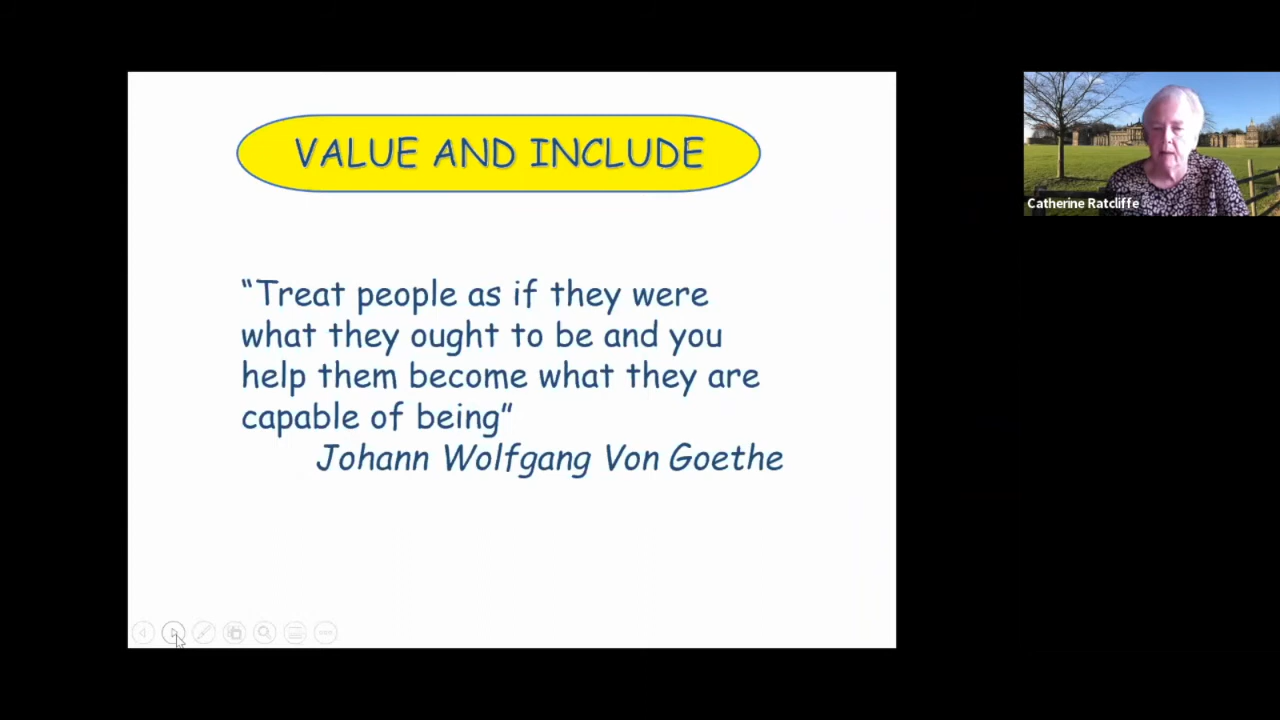 VALUE AND INCLUDE
“Treat people as if they were
what they ought to be and you
help them become what they are
capable of being”
Johann Wolfgang Von Goethe
Catherine Ratcliffe